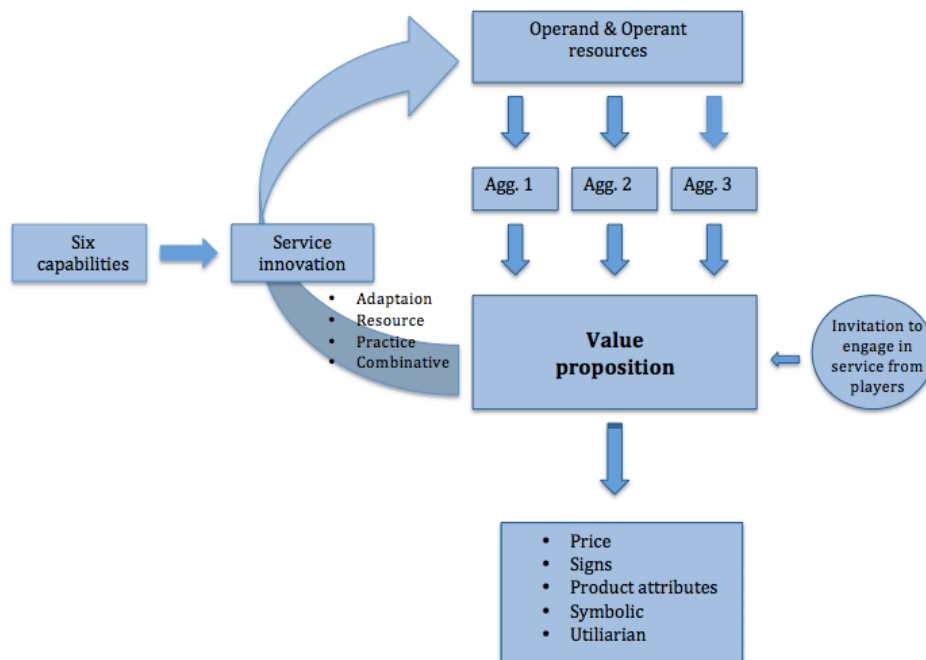 Operand & Operant
resources
Agg. 1
Agg. 2
Agg. 3
Six
capabilities
Service
innovation
• Adaptaion
• Resource
• Practice
• Combinative
Value
proposition
Invitation to
engage in
service from
players
• Price
• Signs
• Product attributes
• Symbolic
• Utiliarian